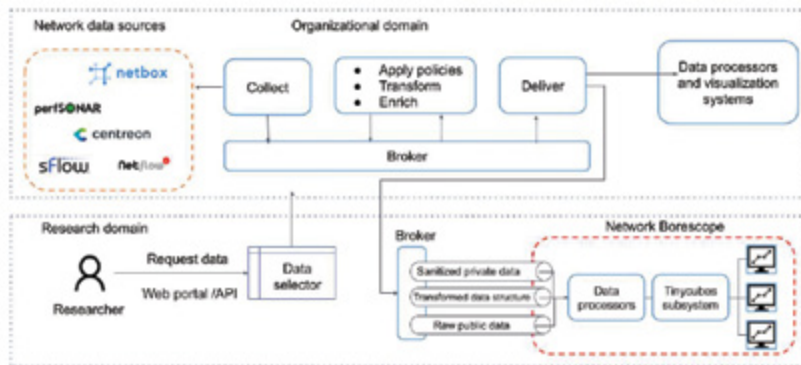 Network data sources
Organizational domain
netbox
perfSONAR
centreon
sFlow
netflow
Collect
Apply policies
Transform
Enrich
Deliver
Data processors
and visualization
systems
Broker
Research domain
Researcher
Request data
Web portal /API
Data
selector
Broker
Network Borescope
Sanitized private data
Transformed data structure
Raw public data
Data
processors
Tinycubes
subsystem